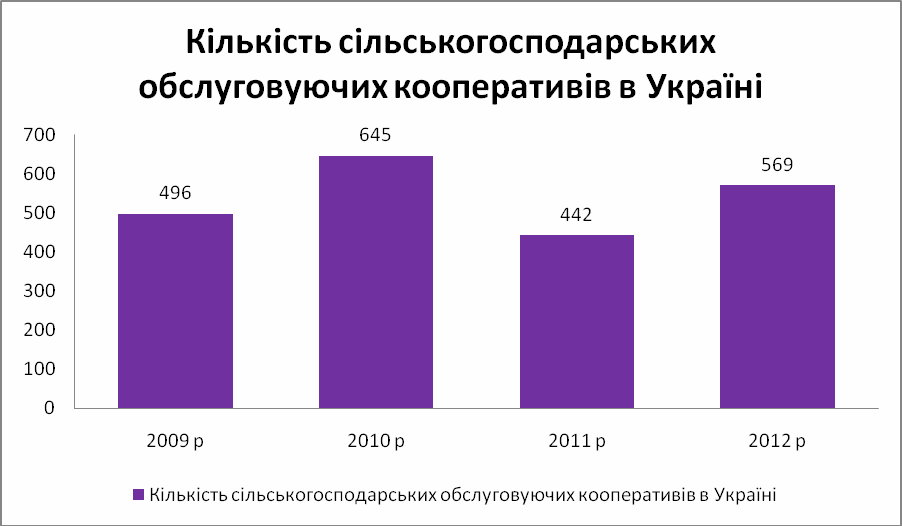 Кількість сільськогосподарських
обслуговуючих кооперативів в Україні
700
600
500
400
300
200
100
0
496
645
442
569
2009 р
2010 р
2011 р
2012 р
Кількість сільськогосподарських обслуговуючих кооперативів в Україні